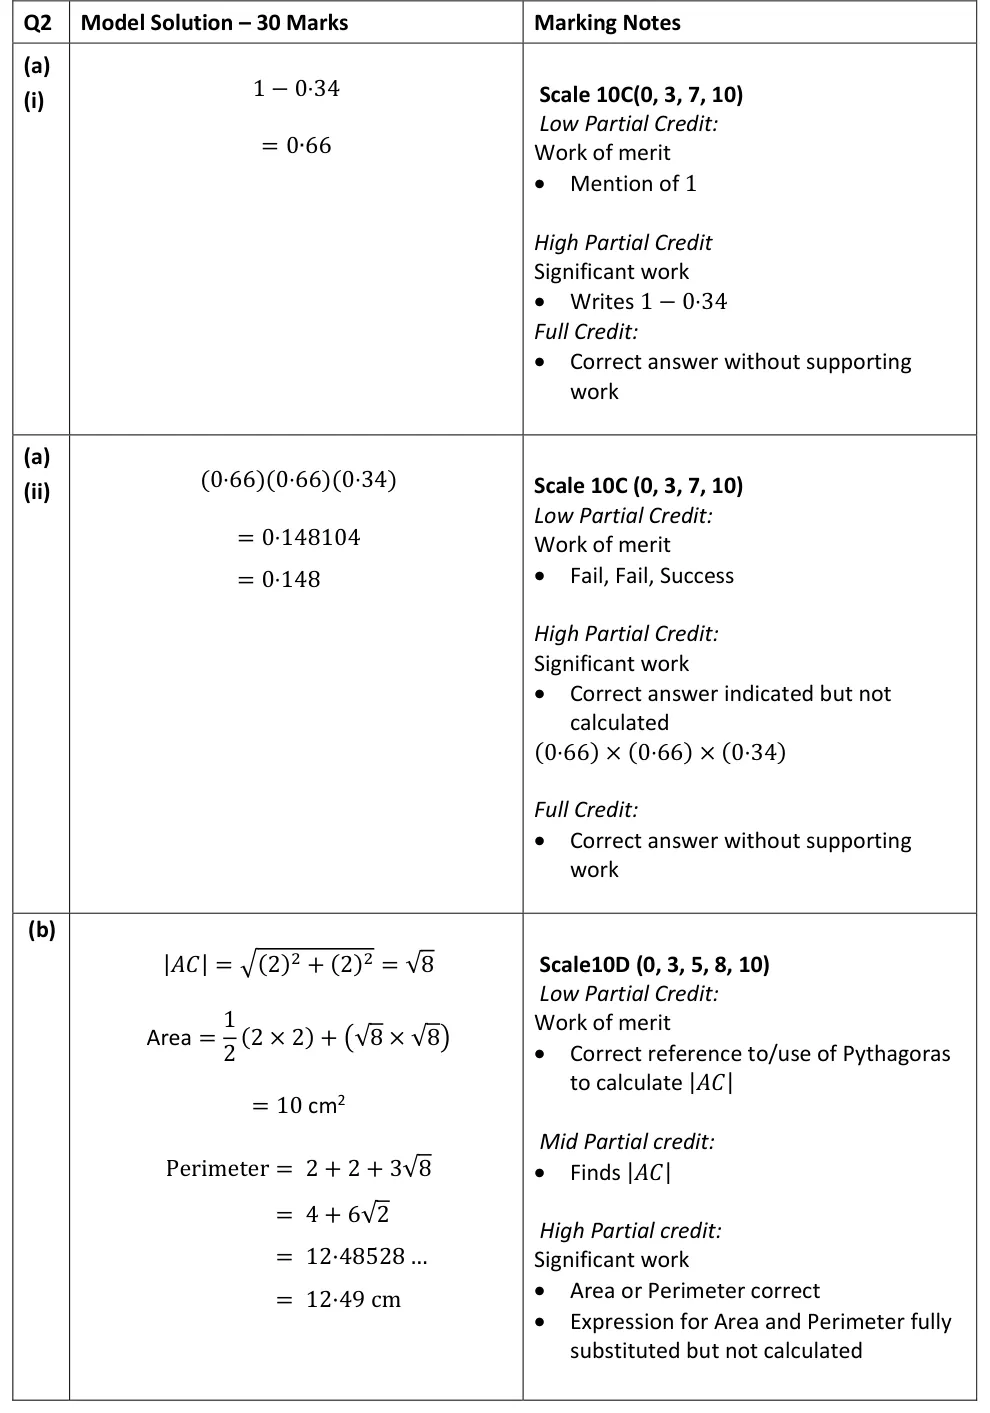 Q2 Model Solution – 30 Marks Marking Notes
(a)
(i)
1 − 0·34
= 0·66
Scale 10C(0, 3, 7, 10)
Low Partial Credit:
Work of merit
• Mention of 1
High Partial Credit
Significant work
• Writes 1 − 0·34
Full Credit:
• Correct answer without supporting
work
(a)
(ii)
(0·66)(0·66)(0·34)
= 0·148104
= 0·148
Scale 10C (0, 3, 7, 10)
Low Partial Credit:
Work of merit
• Fail, Fail, Success
High Partial Credit:
Significant work
• Correct answer indicated but not
calculated
(0·66) × (0·66) × (0·34)
Full Credit:
• Correct answer without supporting
work
(b)
|AC| = √(2)² + (2)² = √8
Area = 1/2 (2 × 2) + (√8 × √8)
= 10 cm²
Perimeter = 2 + 2 + 3√8
= 4 + 6√2
= 12·48528 …
= 12·49 cm
Scale10D (0, 3, 5, 8, 10)
Low Partial Credit:
Work of merit
• Correct reference to/use of Pythagoras
to calculate |AC|
Mid Partial credit:
• Finds |AC|
High Partial credit:
Significant work
• Area or Perimeter correct
• Expression for Area and Perimeter fully
substituted but not calculated